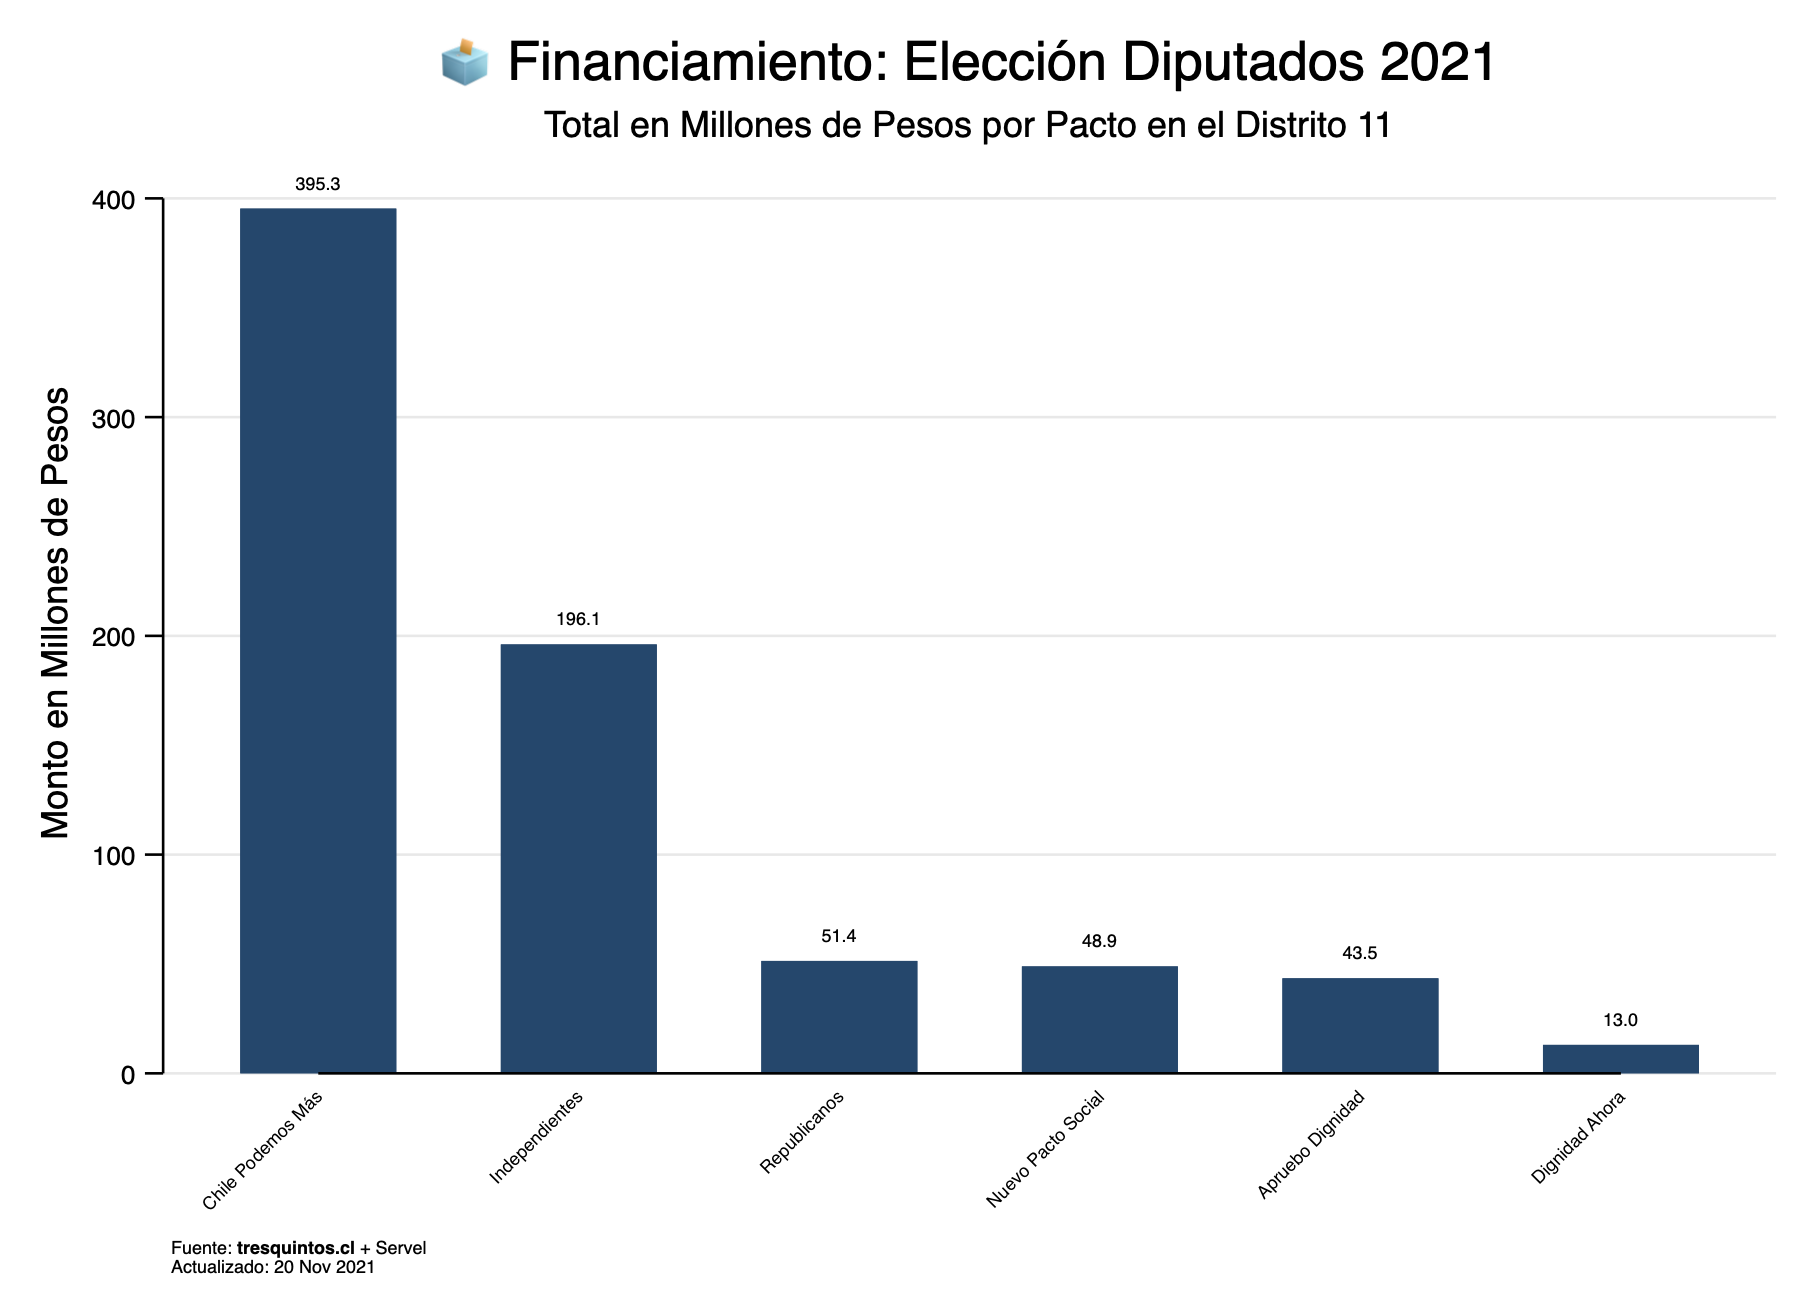 Financiamiento: Elección Diputados 2021
Total en Millones de Pesos por Pacto en el Distrito 11
Monto en Millones de Pesos
400
300
200
100
0
395.3
196.1
51.4
48.9
43.5
13.0
Chile Podemos Más
Independientes
Republicanos
Nuevo Pacto Social
Apruebo Dignidad
Dignidad Ahora
Fuente: tresquintos.cl + Servel
Actualizado: 20 Nov 2021